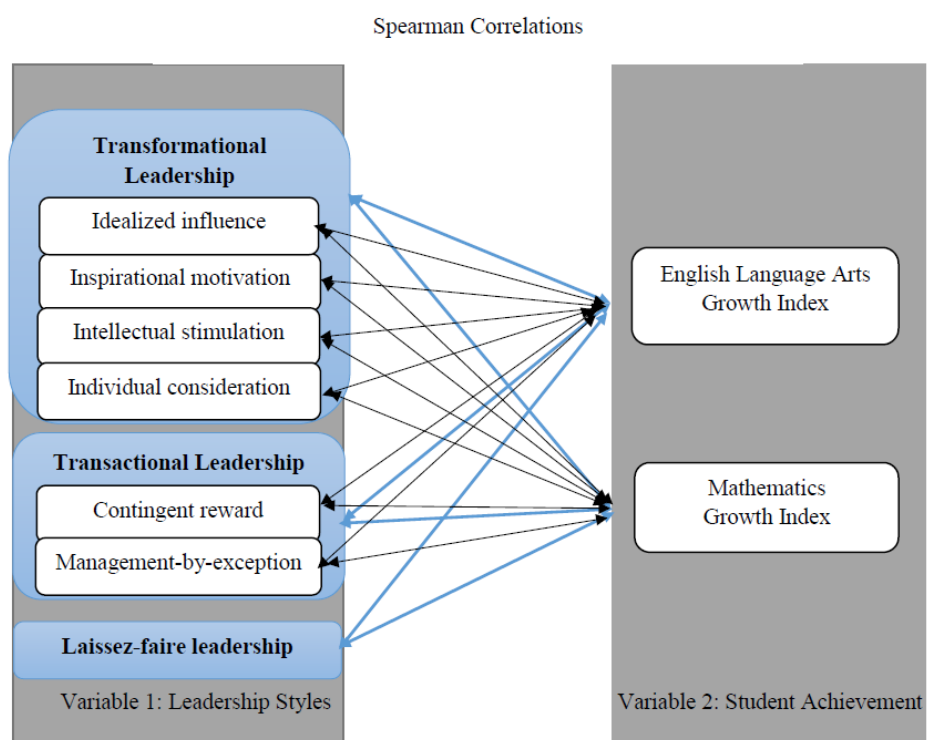 Spearman Correlations
Transformational
Leadership
Idealized influence
Inspirational motivation
Intellectual stimulation
Individual consideration
Transactional Leadership
Contingent reward
Management-by-exception
Laissez-faire leadership
Variable 1: Leadership Styles
English Language Arts
Growth Index
Mathematics
Growth Index
Variable 2: Student Achievement